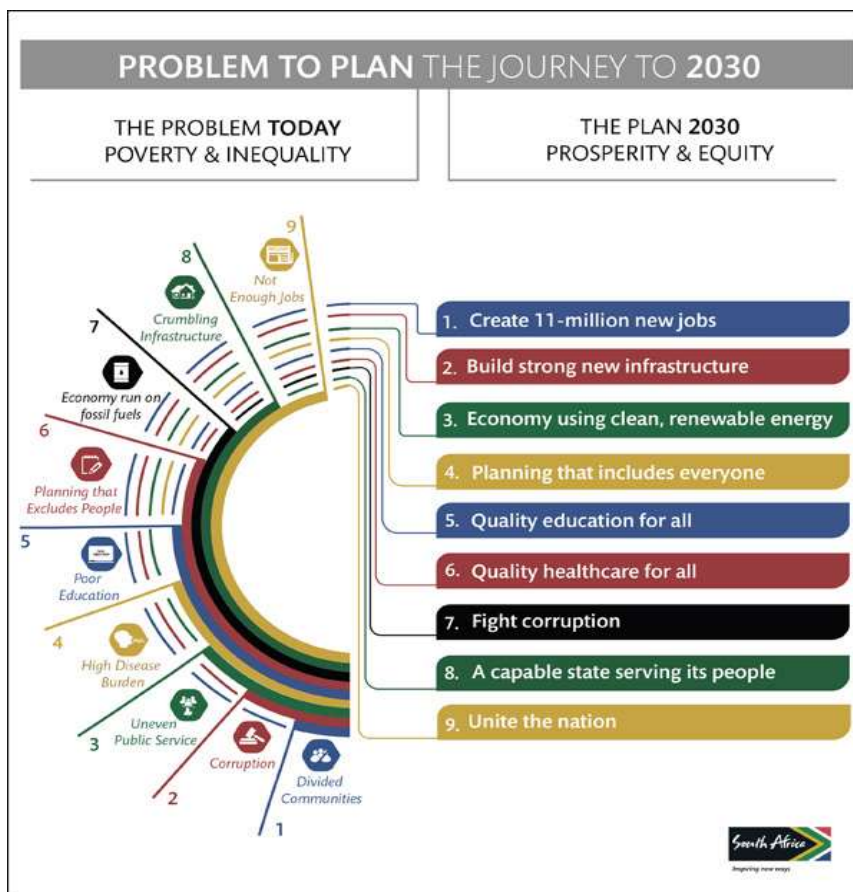 PROBLEM TO PLAN THE JOURNEY TO 2030
THE PROBLEM TODAY
POVERTY & INEQUALITY
THE PLAN 2030
PROSPERITY & EQUITY
9
Not
Enough Jobs
8
Crumbling
Infrastructure
7
Economy run on
fossil fuels
6
Planning that
Excludes People
5
Poor
Education
4
High Disease
Burden
3
Uneven
Public Service
2
Corruption
1
Divided
Communities
1. Create 11-million new jobs
2. Build strong new infrastructure
3. Economy using clean, renewable energy
4. Planning that includes everyone
5. Quality education for all
6. Quality healthcare for all
7. Fight corruption
8. A capable state serving its people
9. Unite the nation
South Africa
Inspiring new ways